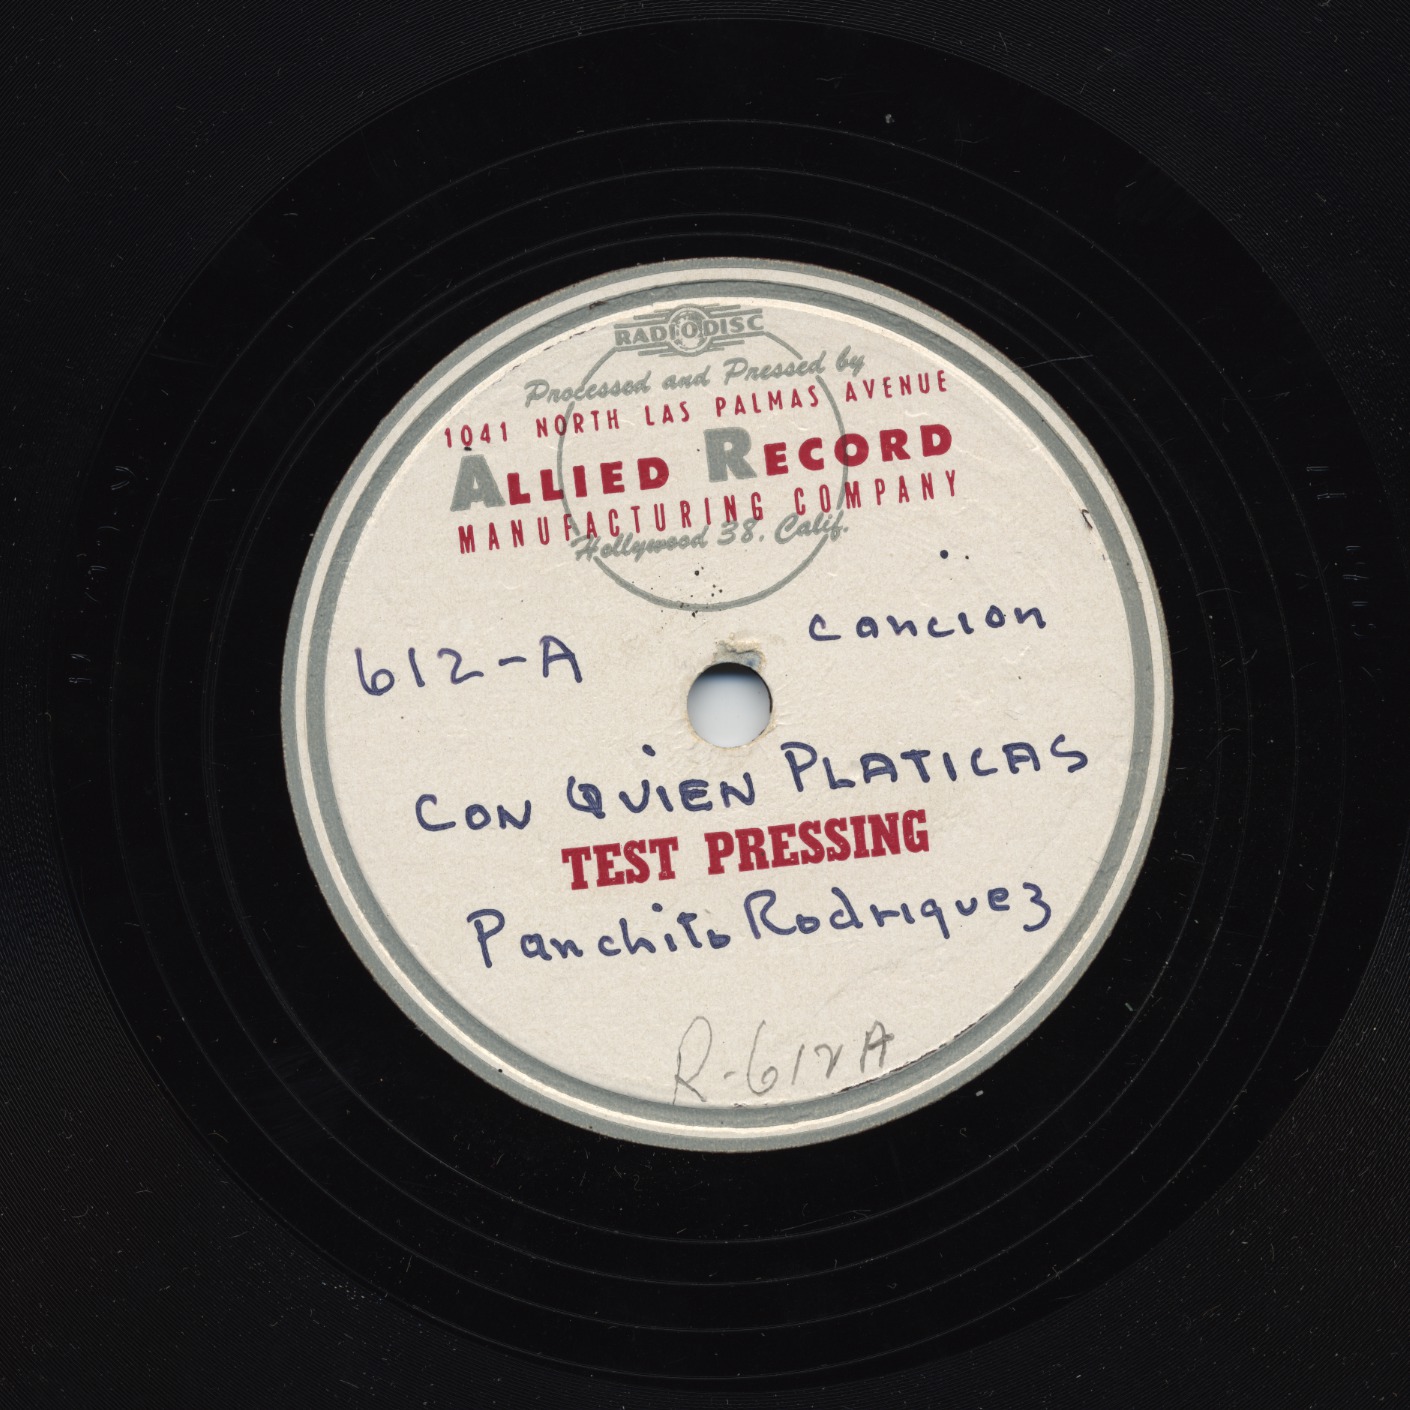 RADIODISC
Processed and Pressed by
1041 NORTH LAS PALMAS AVENUE
ALLIED RECORD
MANUFACTURING COMPANY
Hollywood 38, Calif.
cancion
612-A
CON QUIEN PLATICAS
TEST PRESSING
Panchito Rodriquez
R-612A